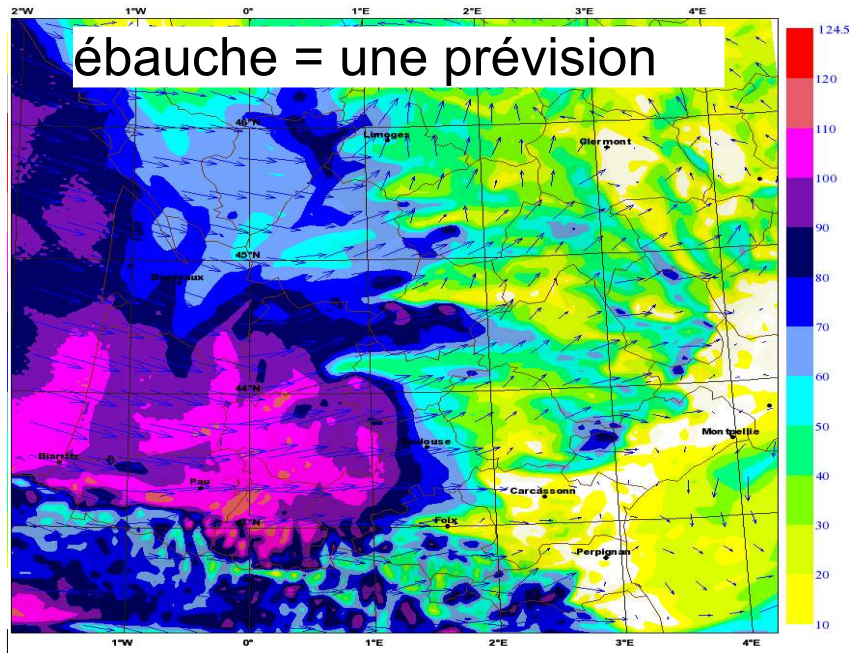 2°W 1°W 0° 1°E 2°E 3°E 4°E
ébauche = une prévision
124.5
120
46°N
Limoges
Glermont
110
100
90
45°N
Bordeaux
80
70
60
44°N
50
Montpellie
Toulouse
Biarritz
40
Pau
Carcassonn
Foix
30
Perpignan
20
10
1°W 0° 1°E 2°E 3°E 4°E